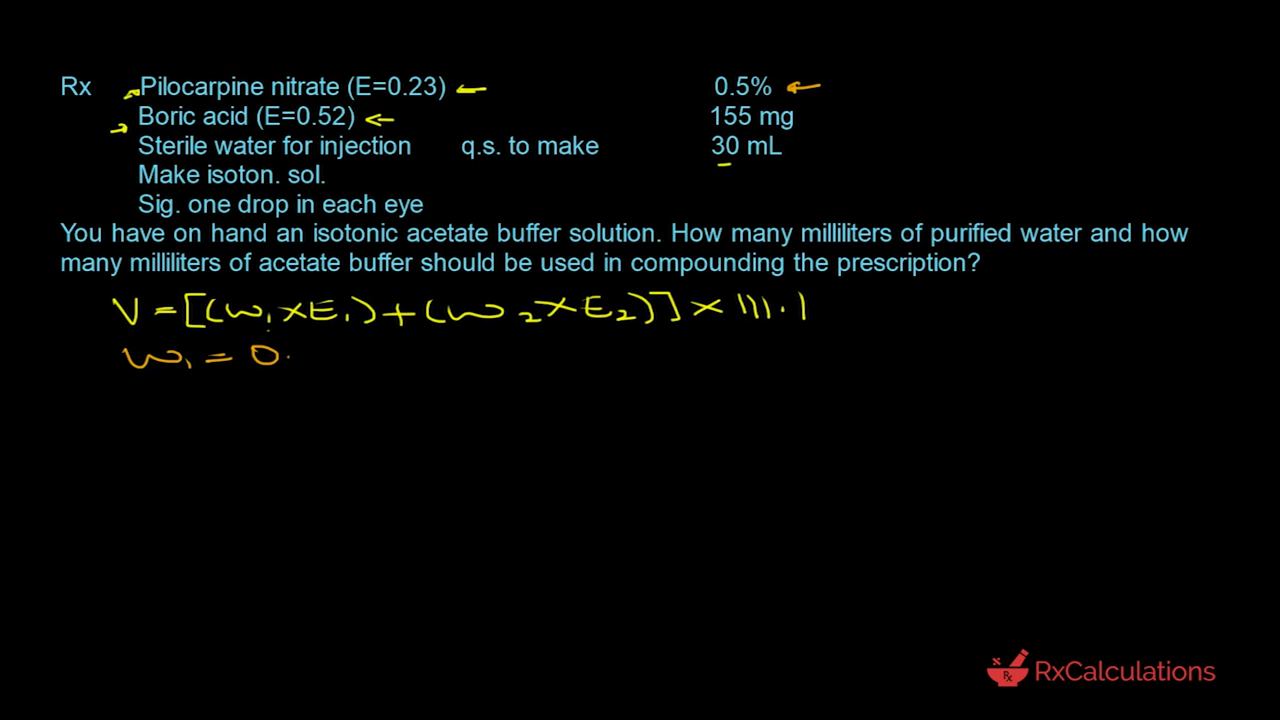 Rx Pilocarpine nitrate (E=0.23) 0.5%
Boric acid (E=0.52) 155 mg
Sterile water for injection q.s. to make 30 mL
Make isoton. sol.
Sig. one drop in each eye
You have on hand an isotonic acetate buffer solution. How many milliliters of purified water and how
many milliliters of acetate buffer should be used in compounding the prescription?
V = [(W₁ x E₁) + (W₂ x E₂)] x 111.1
W₁ = 0.
Rx RxCalculations